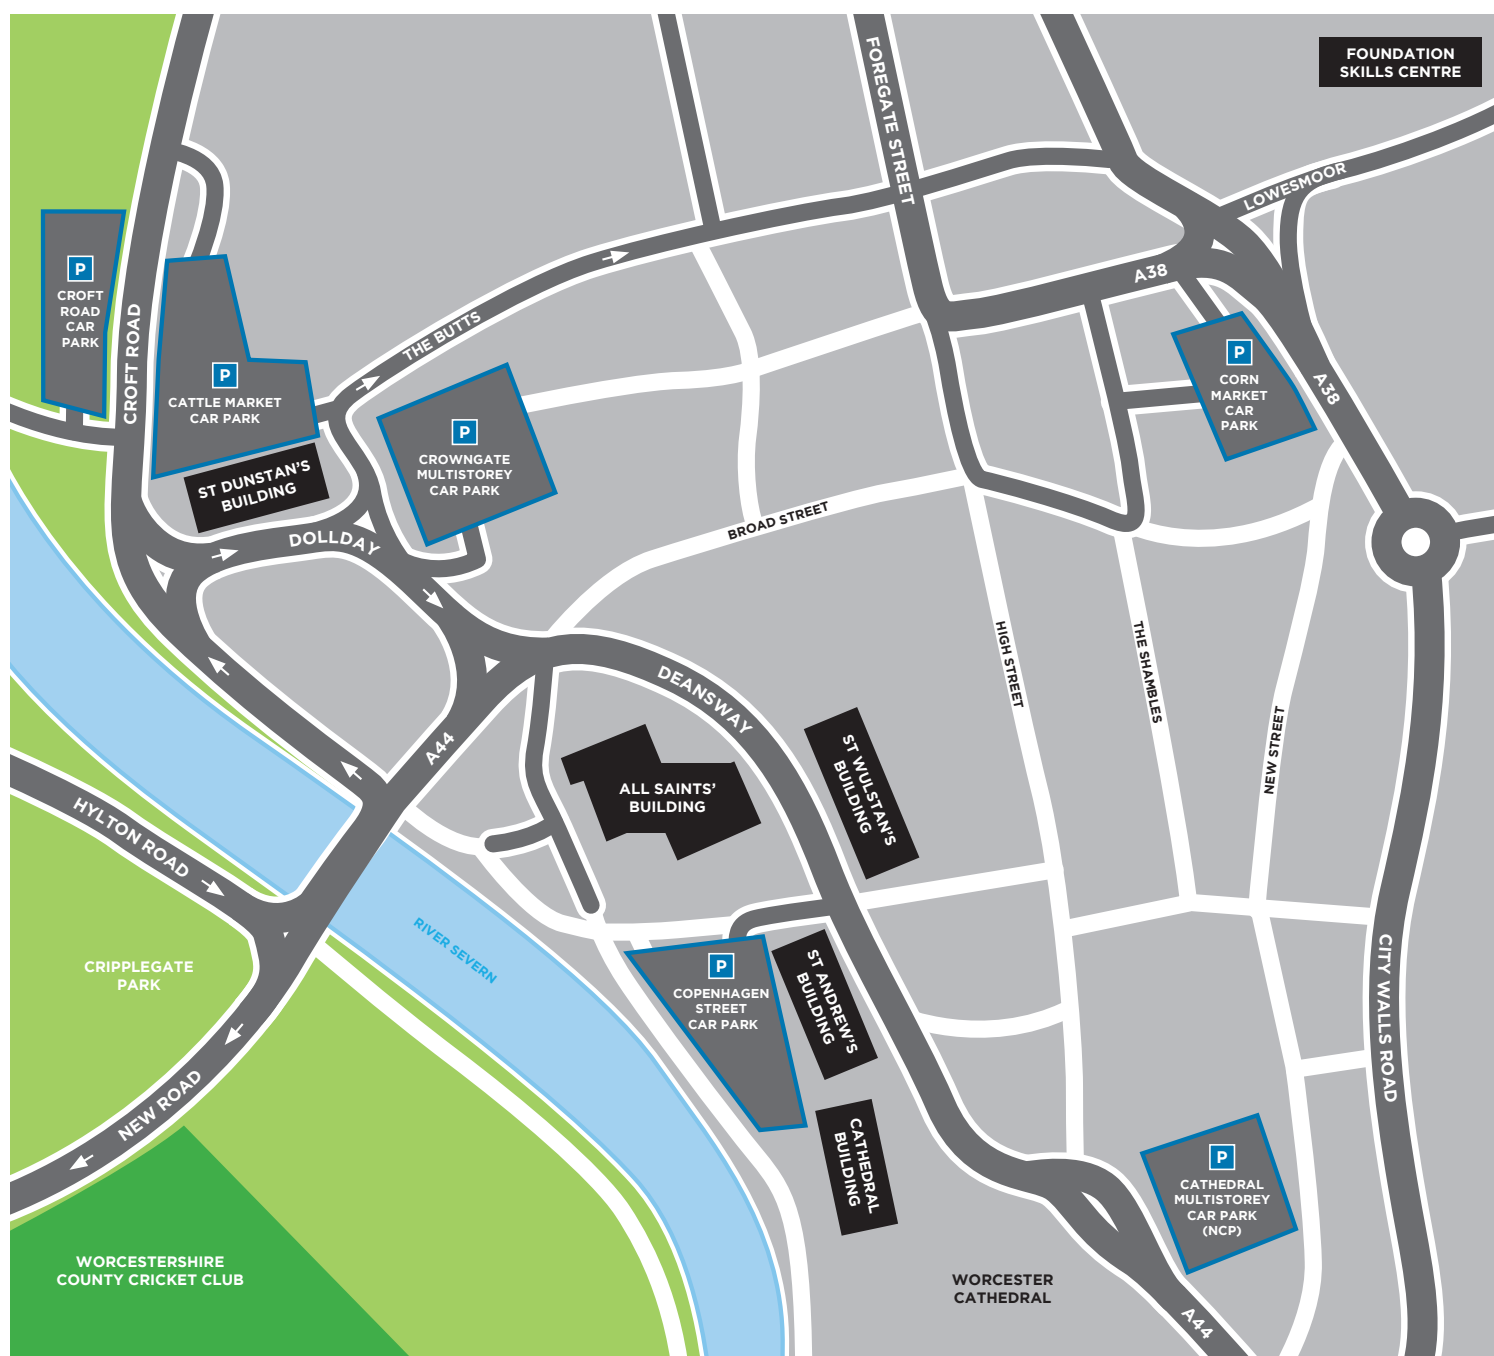 FOUNDATION
SKILLS CENTRE
FOREGATE STREET
LOWESMOOR
P
CROFT
ROAD
CAR
PARK
CROFT ROAD
A38
THE BUTTS
P
CATTLE MARKET
CAR PARK
P
CORN
MARKET
CAR
PARK
A38
P
CROWNGATE
MULTISTOREY
CAR PARK
ST DUNSTAN'S
BUILDING
DOLLDAY
BROAD STREET
HIGH STREET
THE SHAMBLES
NEW STREET
DEANSWAY
A44
ALL SAINTS'
BUILDING
ST WULSTAN'S
BUILDING
HYLTON ROAD
RIVER SEVERN
CRIPPLEGATE
PARK
P
COPENHAGEN
STREET
CAR PARK
ST ANDREW'S
BUILDING
CITY WALLS ROAD
NEW ROAD
CATHEDRAL
BUILDING
P
CATHEDRAL
MULTISTOREY
CAR PARK
(NCP)
WORCESTERSHIRE
COUNTY CRICKET CLUB
WORCESTER
CATHEDRAL
A44